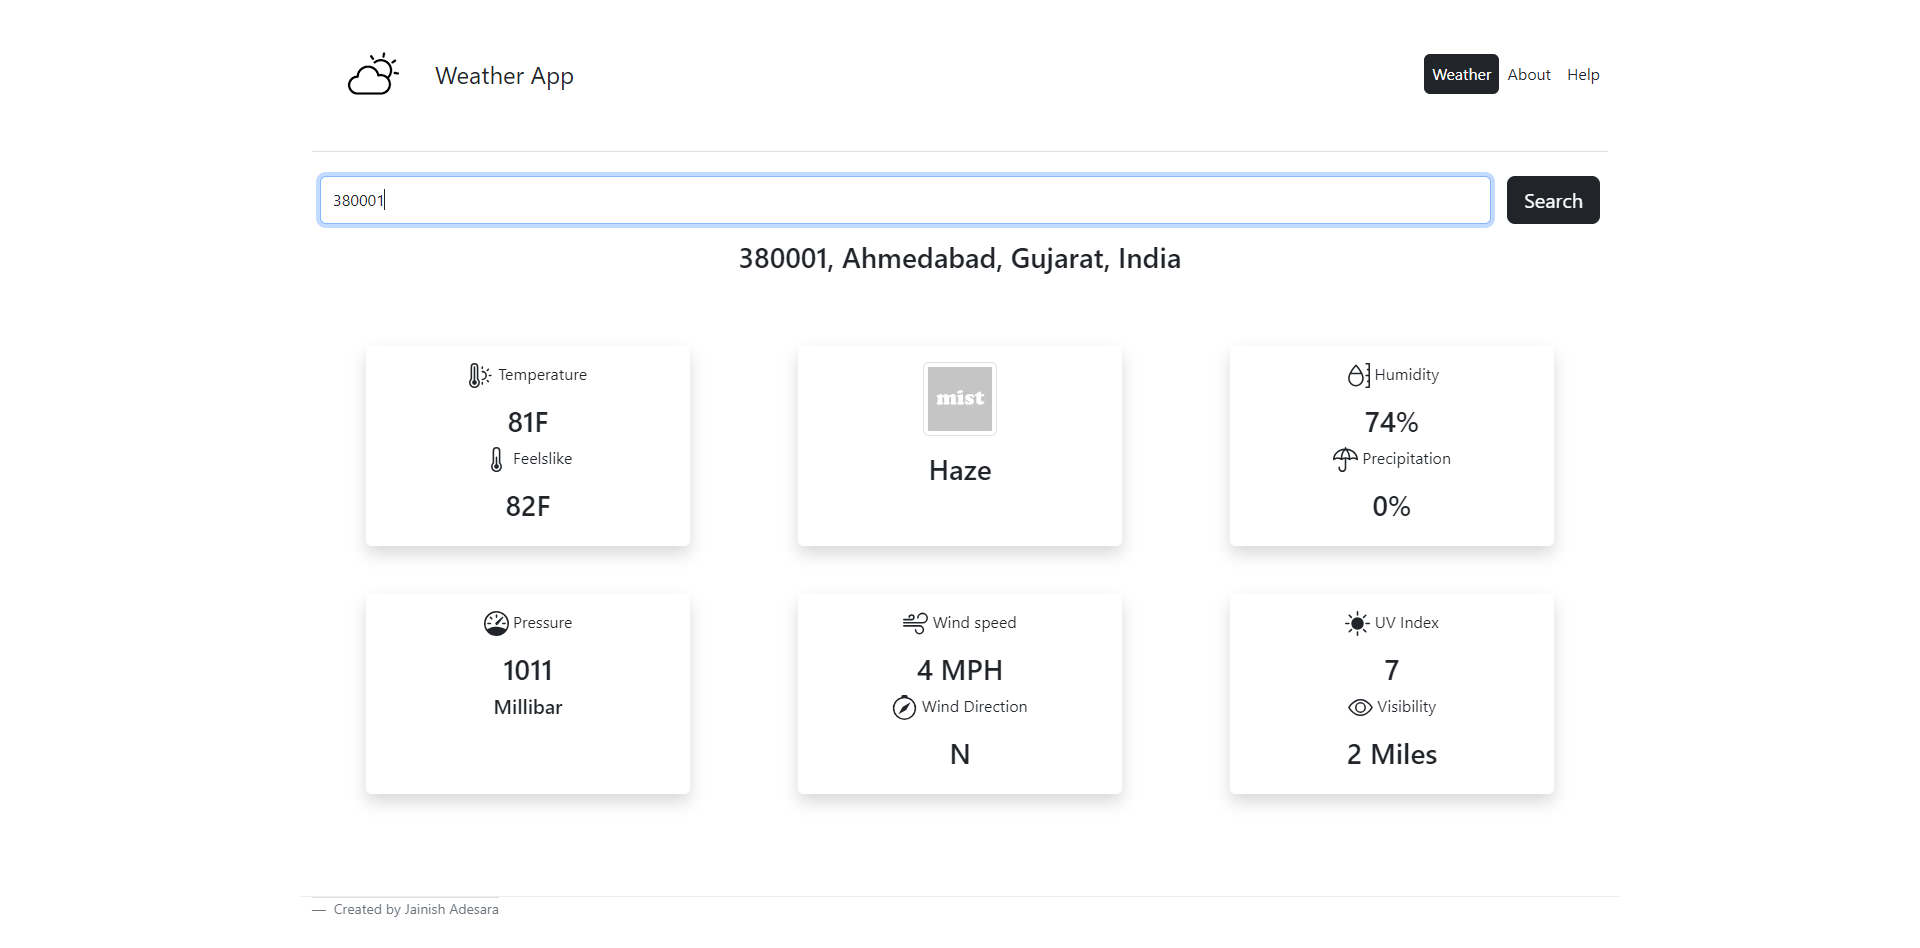 Weather App
Weather About Help
380001
Search
380001, Ahmedabad, Gujarat, India
Temperature
81F
Feelslike
82F
mist
Haze
Humidity
74%
Precipitation
0%
Pressure
1011
Millibar
Wind speed
4 MPH
Wind Direction
N
UV Index
7
Visibility
2 Miles
— Created by Jainish Adesara